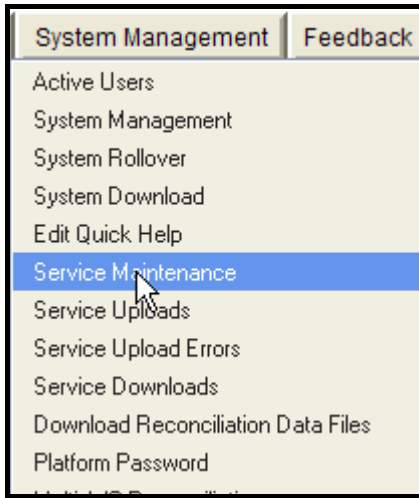 System Management Feedback
Active Users
System Management
System Rollover
System Download
Edit Quick Help
Service Maintenance
Service Uploads
Service Upload Errors
Service Downloads
Download Reconciliation Data Files
Platform Password